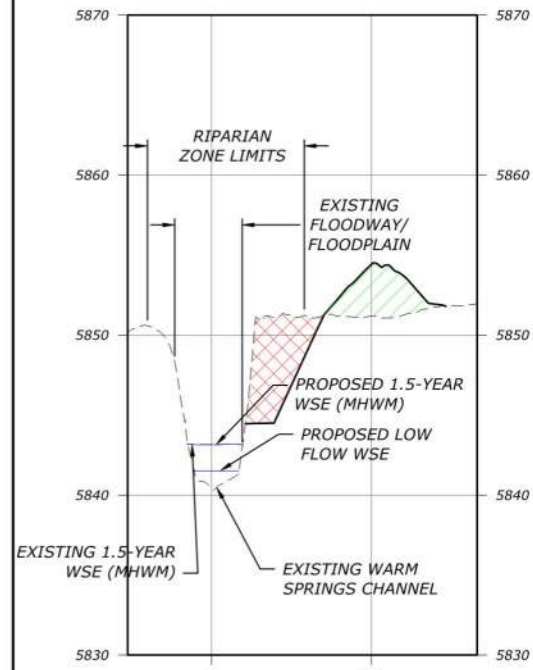 5870
5870
RIPARIAN
ZONE LIMITS
5860
5860
EXISTING
FLOODWAY/
FLOODPLAIN
5850
5850
PROPOSED 1.5-YEAR
WSE (MHWM)
PROPOSED LOW
FLOW WSE
5840
5840
EXISTING 1.5-YEAR
WSE (MHWM)
EXISTING WARM
SPRINGS CHANNEL
5830
5830